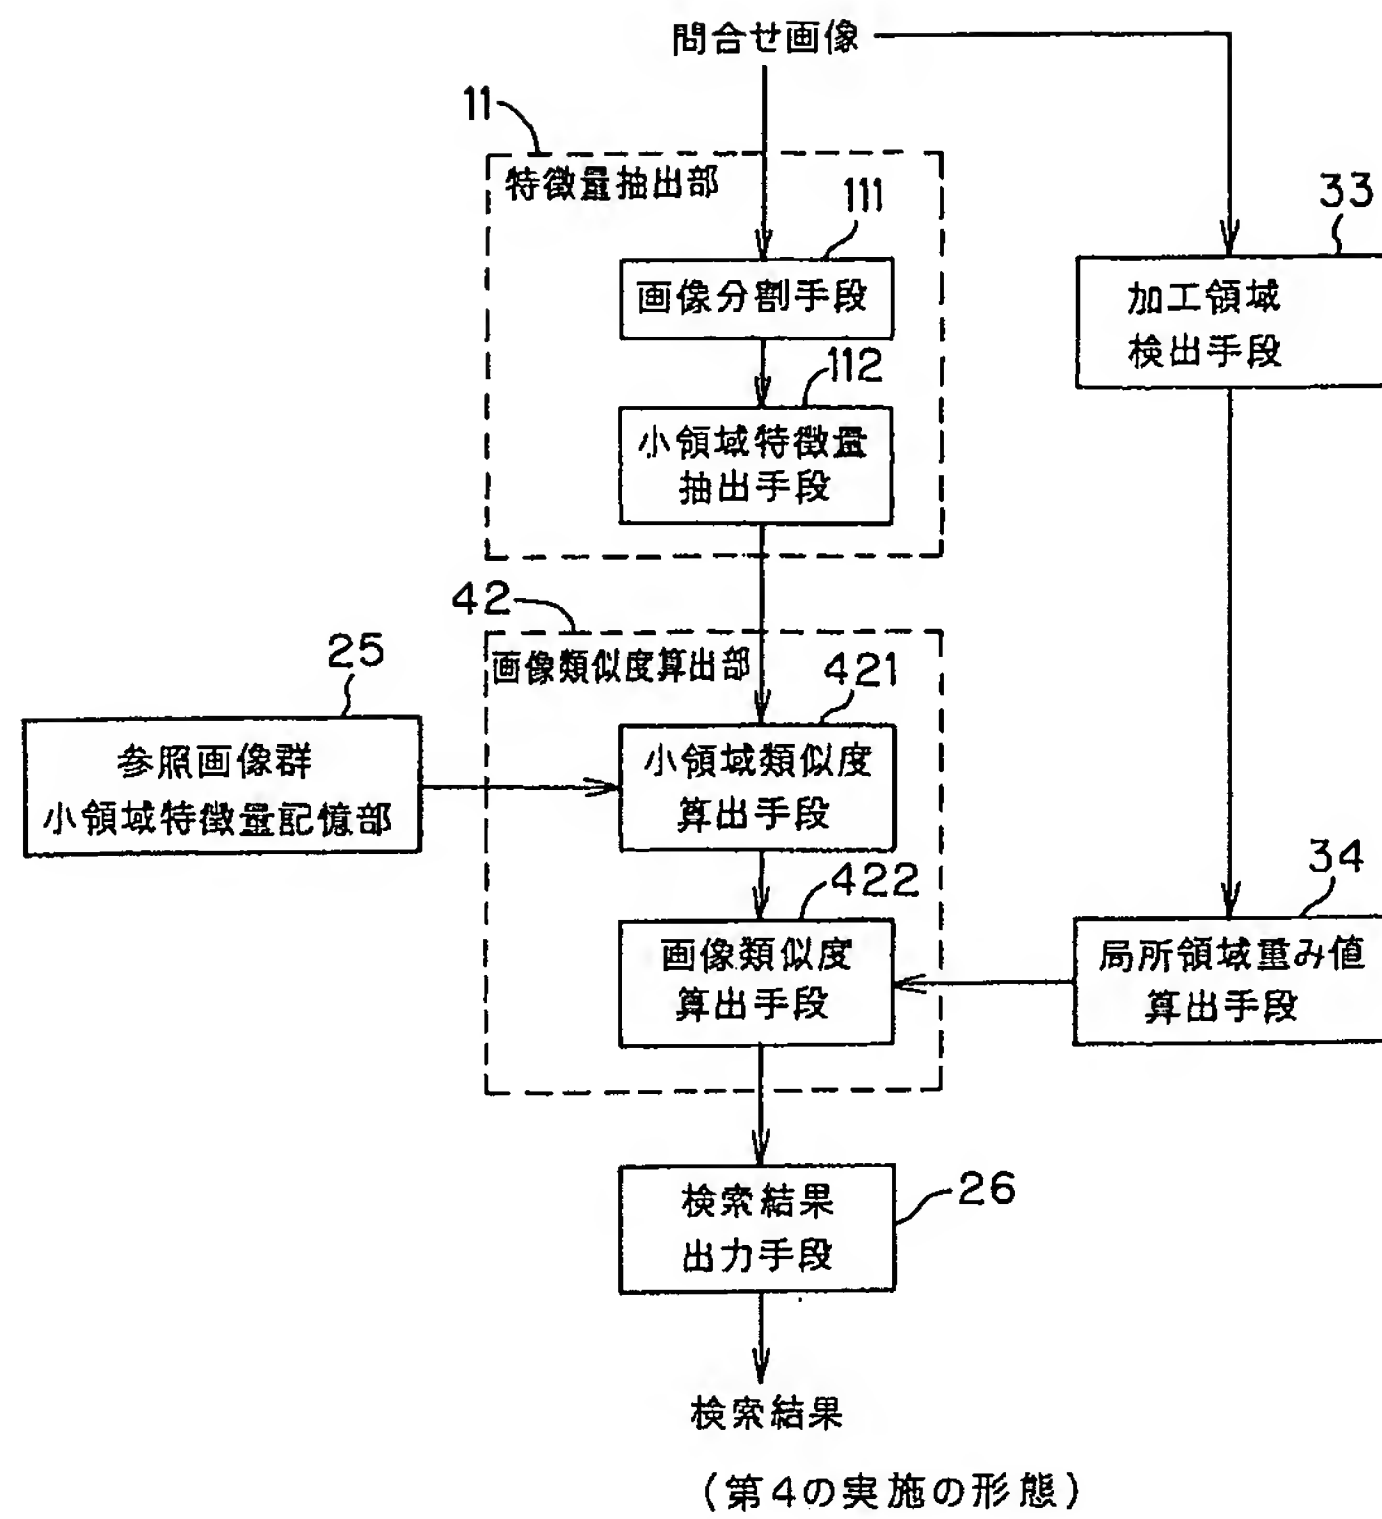 問合せ画像
11
特徴量抽出部
111
画像分割手段
112
小領域特徴量
抽出手段
33
加工領域
検出手段
42
画像類似度算出部
25
参照画像群
小領域特徴量記憶部
421
小領域類似度
算出手段
422
画像類似度
算出手段
34
局所領域重み値
算出手段
検索結果
出力手段
26
検索結果
（第4の実施の形態）